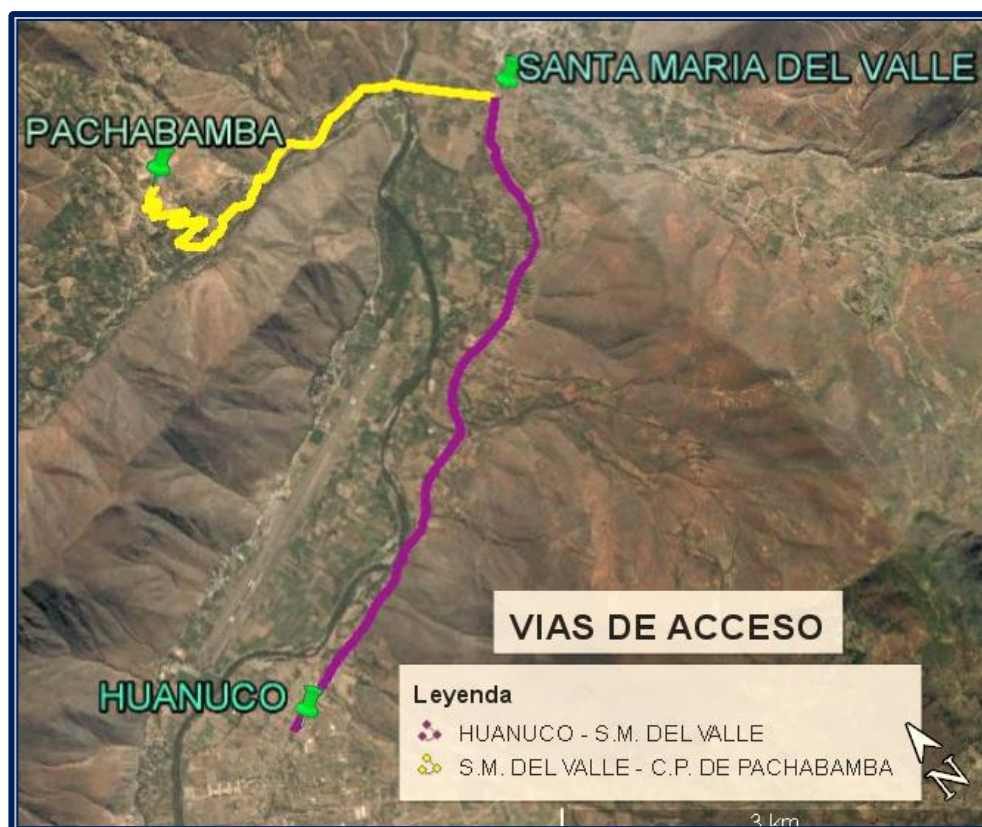 SANTA MARIA DEL VALLE
PACHABAMBA
HUANUCO
VIAS DE ACCESO
Leyenda
HUANUCO - S.M. DEL VALLE
S.M. DEL VALLE - C.P. DE PACHABAMBA
N
3 km